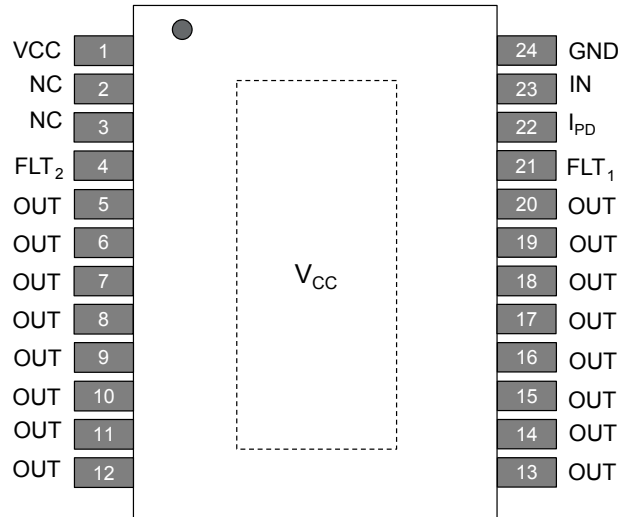 VCC 1 24 GND
NC 2 23 IN
NC 3 22 I_PD
FLT₂ 4 21 FLT₁
OUT 5 20 OUT
OUT 6 19 OUT
OUT 7 18 OUT
V_CC
OUT 8 17 OUT
OUT 9 16 OUT
OUT 10 15 OUT
OUT 11 14 OUT
OUT 12 13 OUT